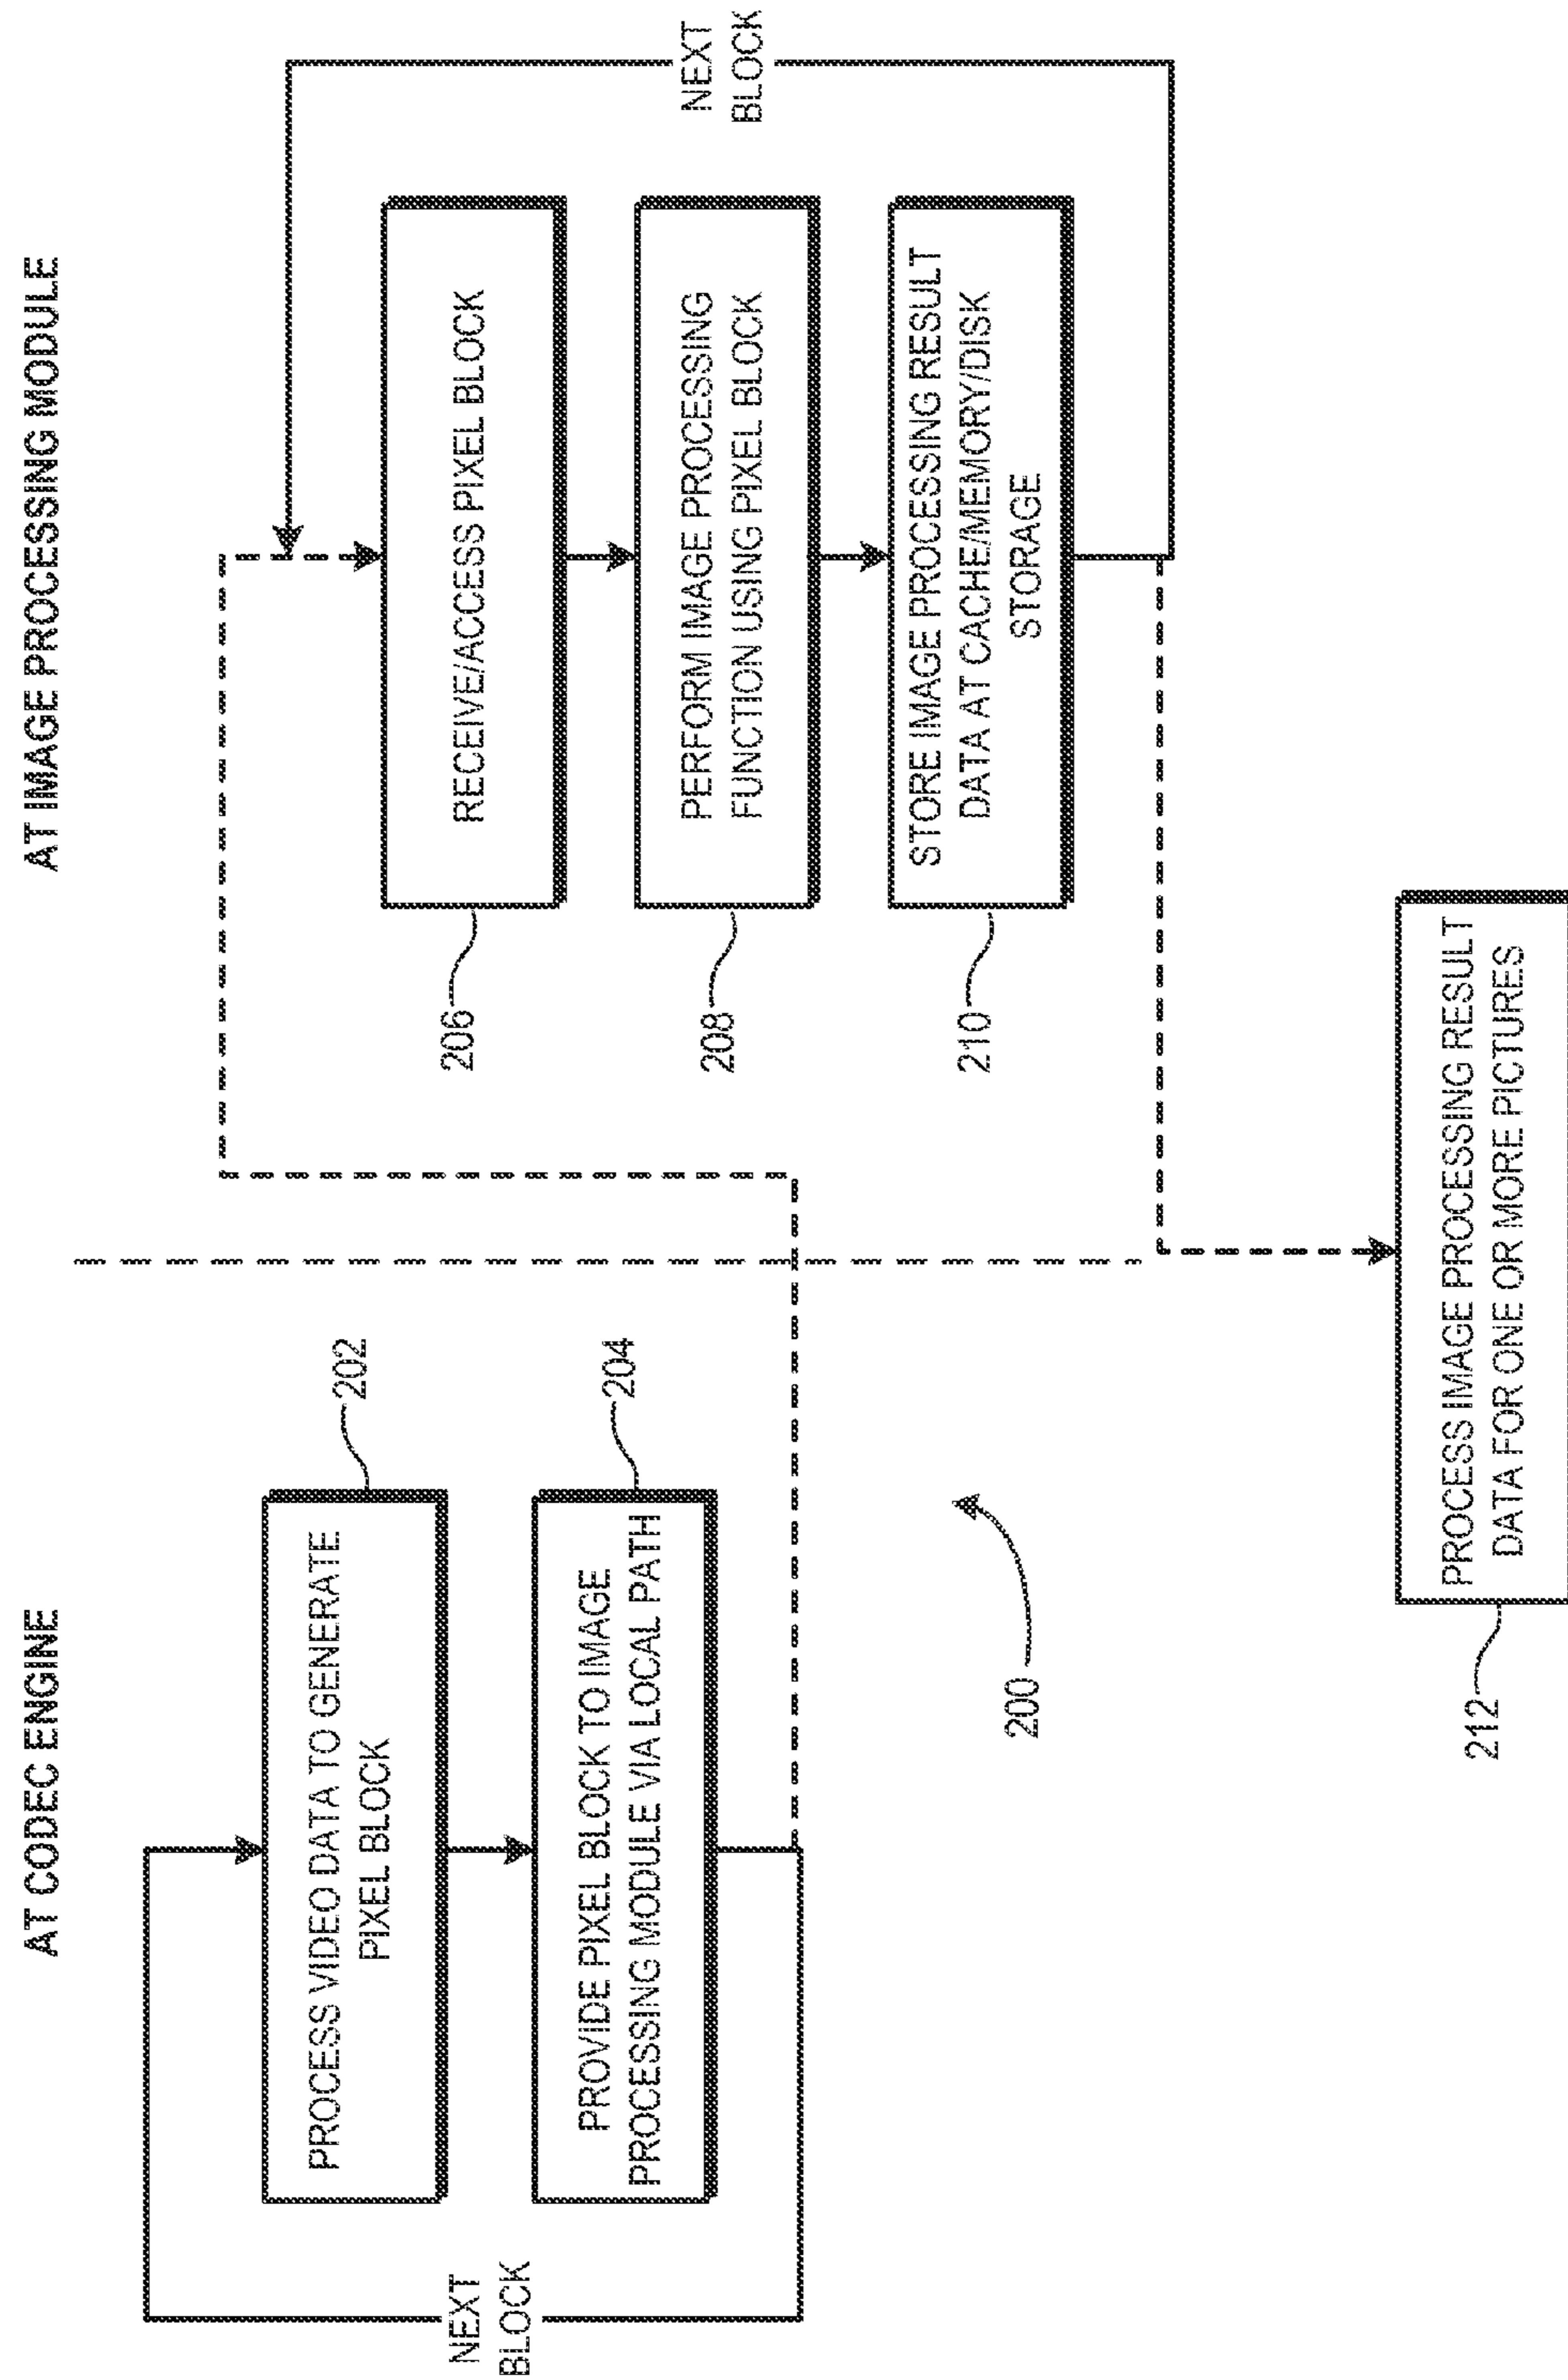 AT CODEC ENGINE
PROCESS VIDEO DATA TO GENERATE
PIXEL BLOCK
202
PROVIDE PIXEL BLOCK TO IMAGE
PROCESSING MODULE VIA LOCAL PATH
204
NEXT
BLOCK
200
AT IMAGE PROCESSING MODULE
RECEIVE/ACCESS PIXEL BLOCK
206
PERFORM IMAGE PROCESSING
FUNCTION USING PIXEL BLOCK
208
STORE IMAGE PROCESSING RESULT
DATA AT CACHE/MEMORY/DISK
STORAGE
210
NEXT
BLOCK
PROCESS IMAGE PROCESSING RESULT
DATA FOR ONE OR MORE PICTURES
212